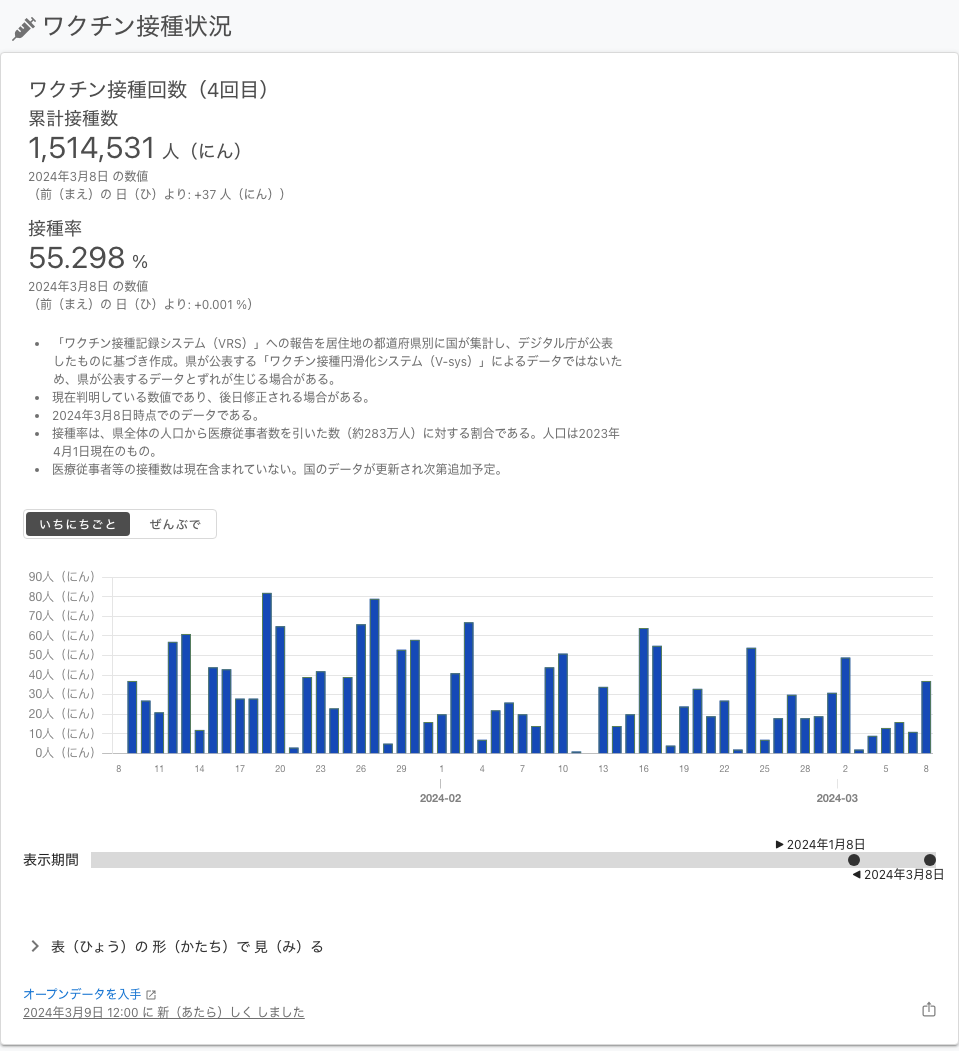 ワクチン接種状況
ワクチン接種回数（4回目）
累計接種数
1,514,531 人（にん）
2024年3月8日 の数値
（前（まえ）の 日（ひ）より: +37 人（にん））
接種率
55.298 %
2024年3月8日 の数値
（前（まえ）の 日（ひ）より: +0.001 %）
「ワクチン接種記録システム（VRS）」への報告を居住地の都道府県別に国が集計し、デジタル庁が公表
したものに基づき作成。県が公表する「ワクチン接種円滑化システム（V-sys）」によるデータではないた
め、県が公表するデータとずれが生じる場合がある。
現在判明している数値であり、後日修正される場合がある。
2024年3月8日時点でのデータである。
接種率は、県全体の人口から医療従事者数を引いた数（約283万人）に対する割合である。人口は2023年
4月1日現在のもの。
医療従事者等の接種数は現在含まれていない。国のデータが更新され次第追加予定。
いちにちごと ぜんぶで
90人（にん）
80人（にん）
70人（にん）
60人（にん）
50人（にん）
40人（にん）
30人（にん）
20人（にん）
10人（にん）
0人（にん）
8 11 14 17 20 23 26 29 1 4 7 10 13 16 19 22 25 28 2 5 8
2024-02 2024-03
2024年1月8日
表示期間
2024年3月8日
表（ひょう）の 形（かたち）で 見（み）る
オープンデータを入手
2024年3月9日 12:00 に 新（あたら）しく しました